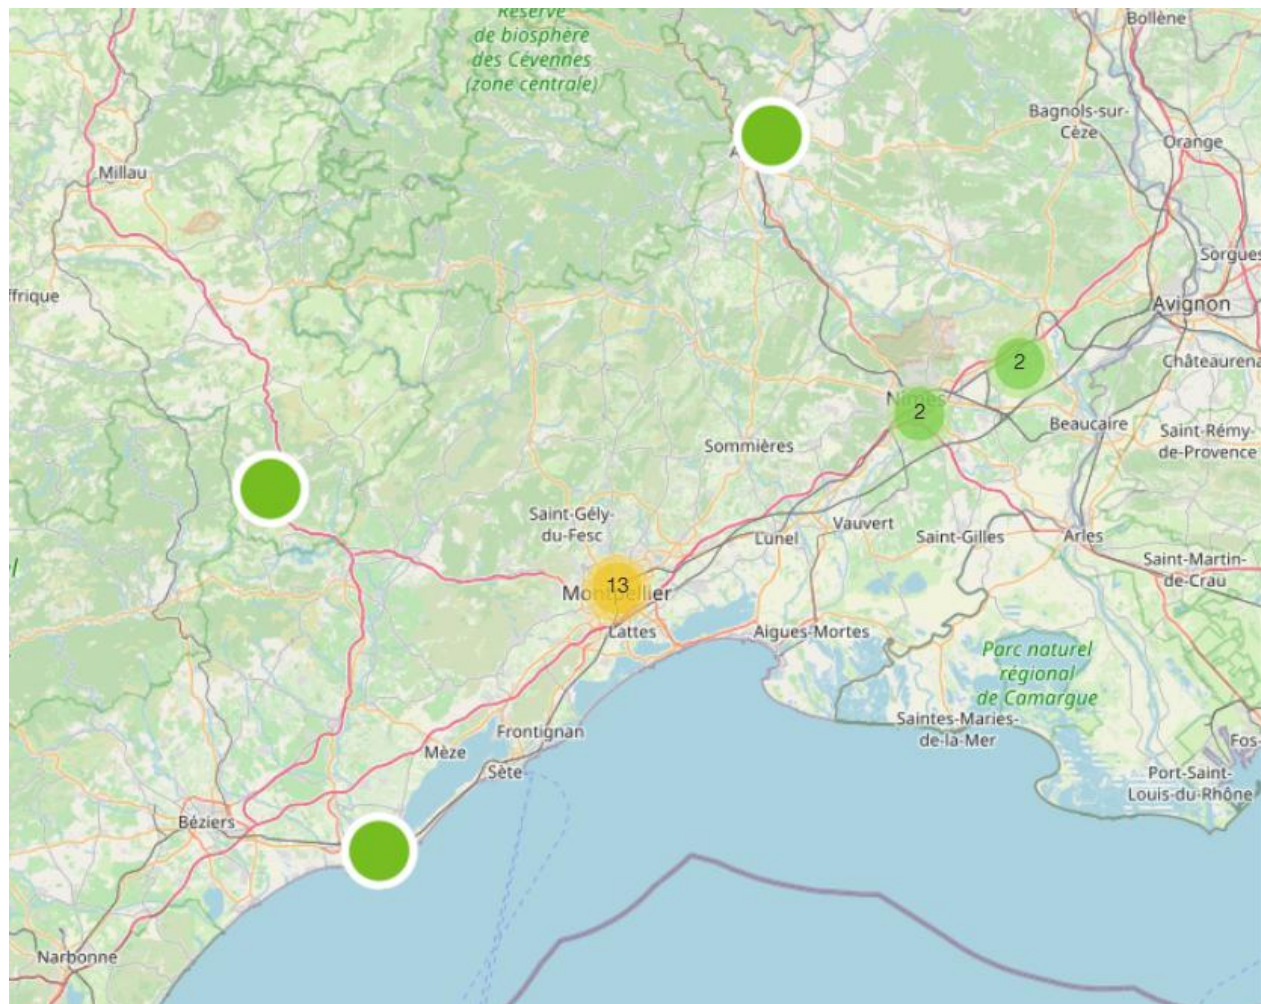 Réserve
de biosphère
des Cévennes
(zone centrale)
Bollène
Bagnols-sur-
Cèze
Orange
Millau
Sorgues
ffrique
Avignon
Châteaurena
2
Nîmes
2
Beaucaire
Saint-Rémy-
de-Provence
Sommières
Saint-Gély-
du-Fesc
Lunel
Vauvert
Saint-Gilles
Arles
Saint-Martin-
de-Crau
13
Montpellier
Lattes
Aigues-Mortes
Parc naturel
régional
de Camargue
Saintes-Maries-
de-la-Mer
Frontignan
Mèze
Sète
Fos-
Port-Saint-
Louis-du-Rhône
Béziers
Narbonne